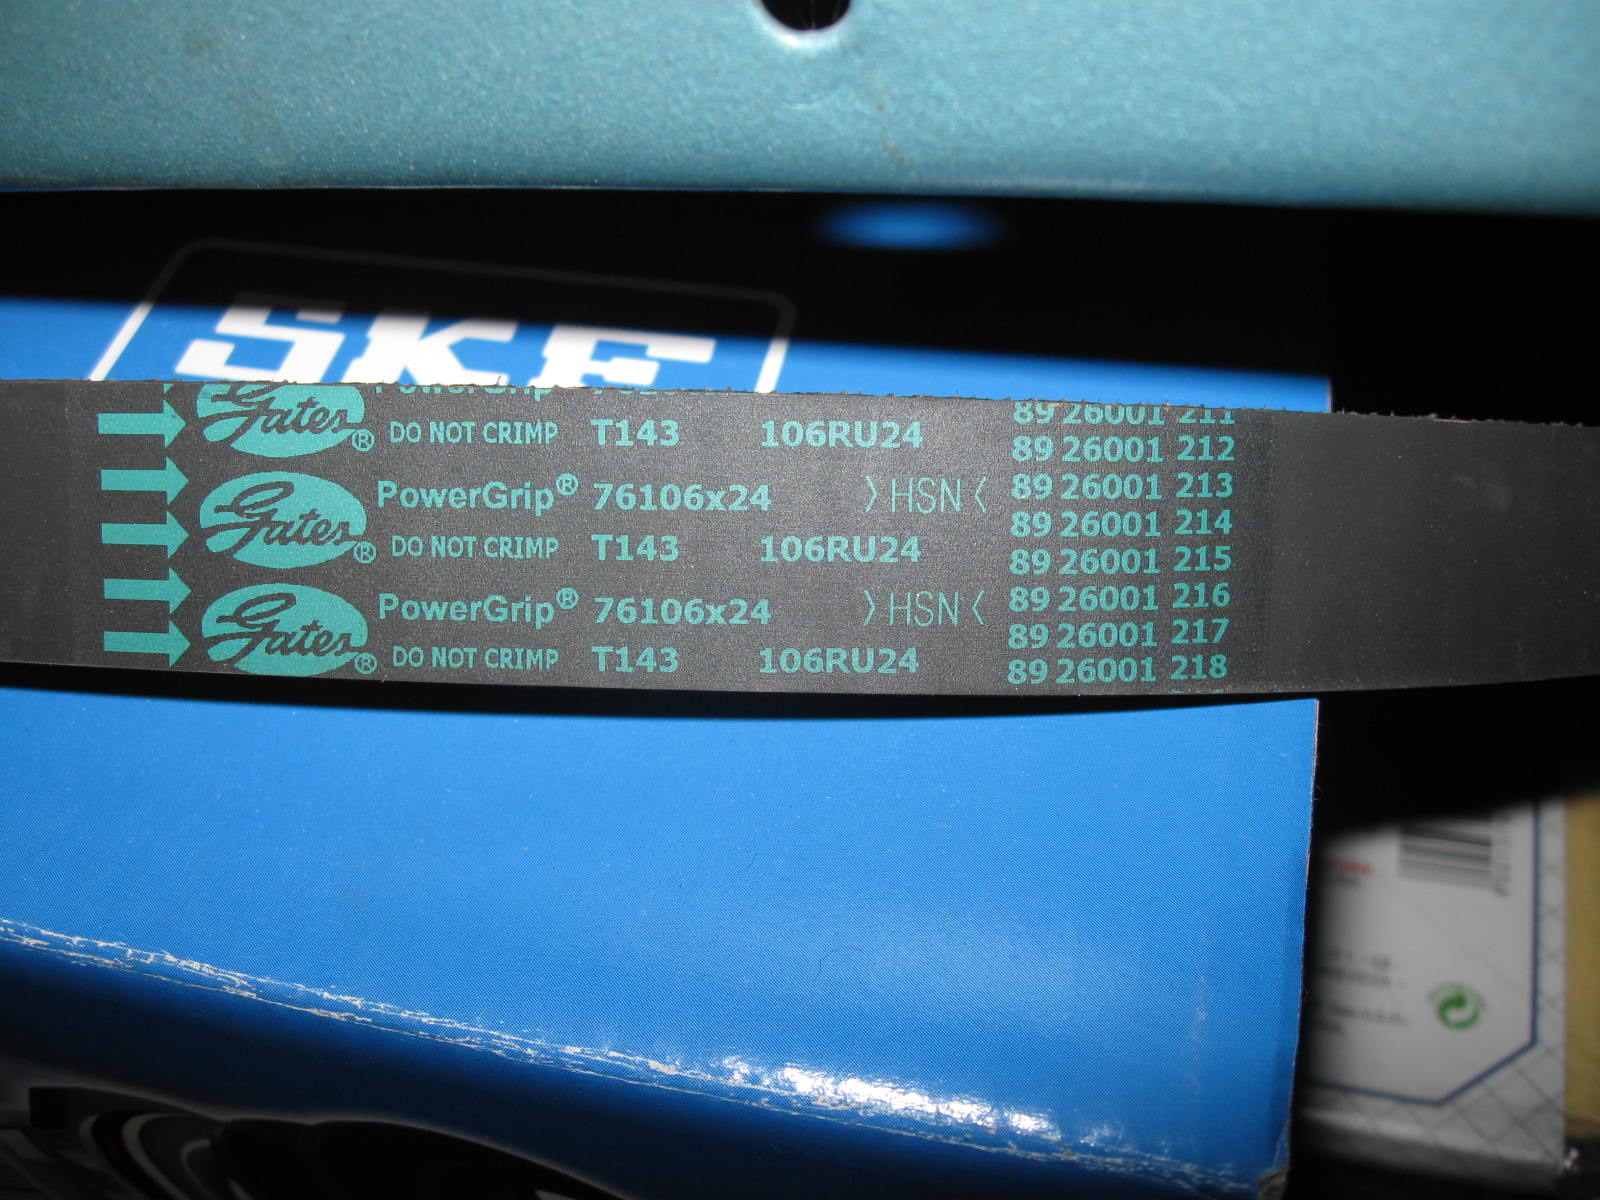 SKF
Gates® DO NOT CRIMP T143 106RU24
89 26001 211
89 26001 212
Gates® PowerGrip® 76106x24 >HSN< 89 26001 213
89 26001 214
DO NOT CRIMP T143 106RU24
89 26001 215
Gates® PowerGrip® 76106x24 >HSN< 89 26001 216
89 26001 217
DO NOT CRIMP T143 106RU24 89 26001 218